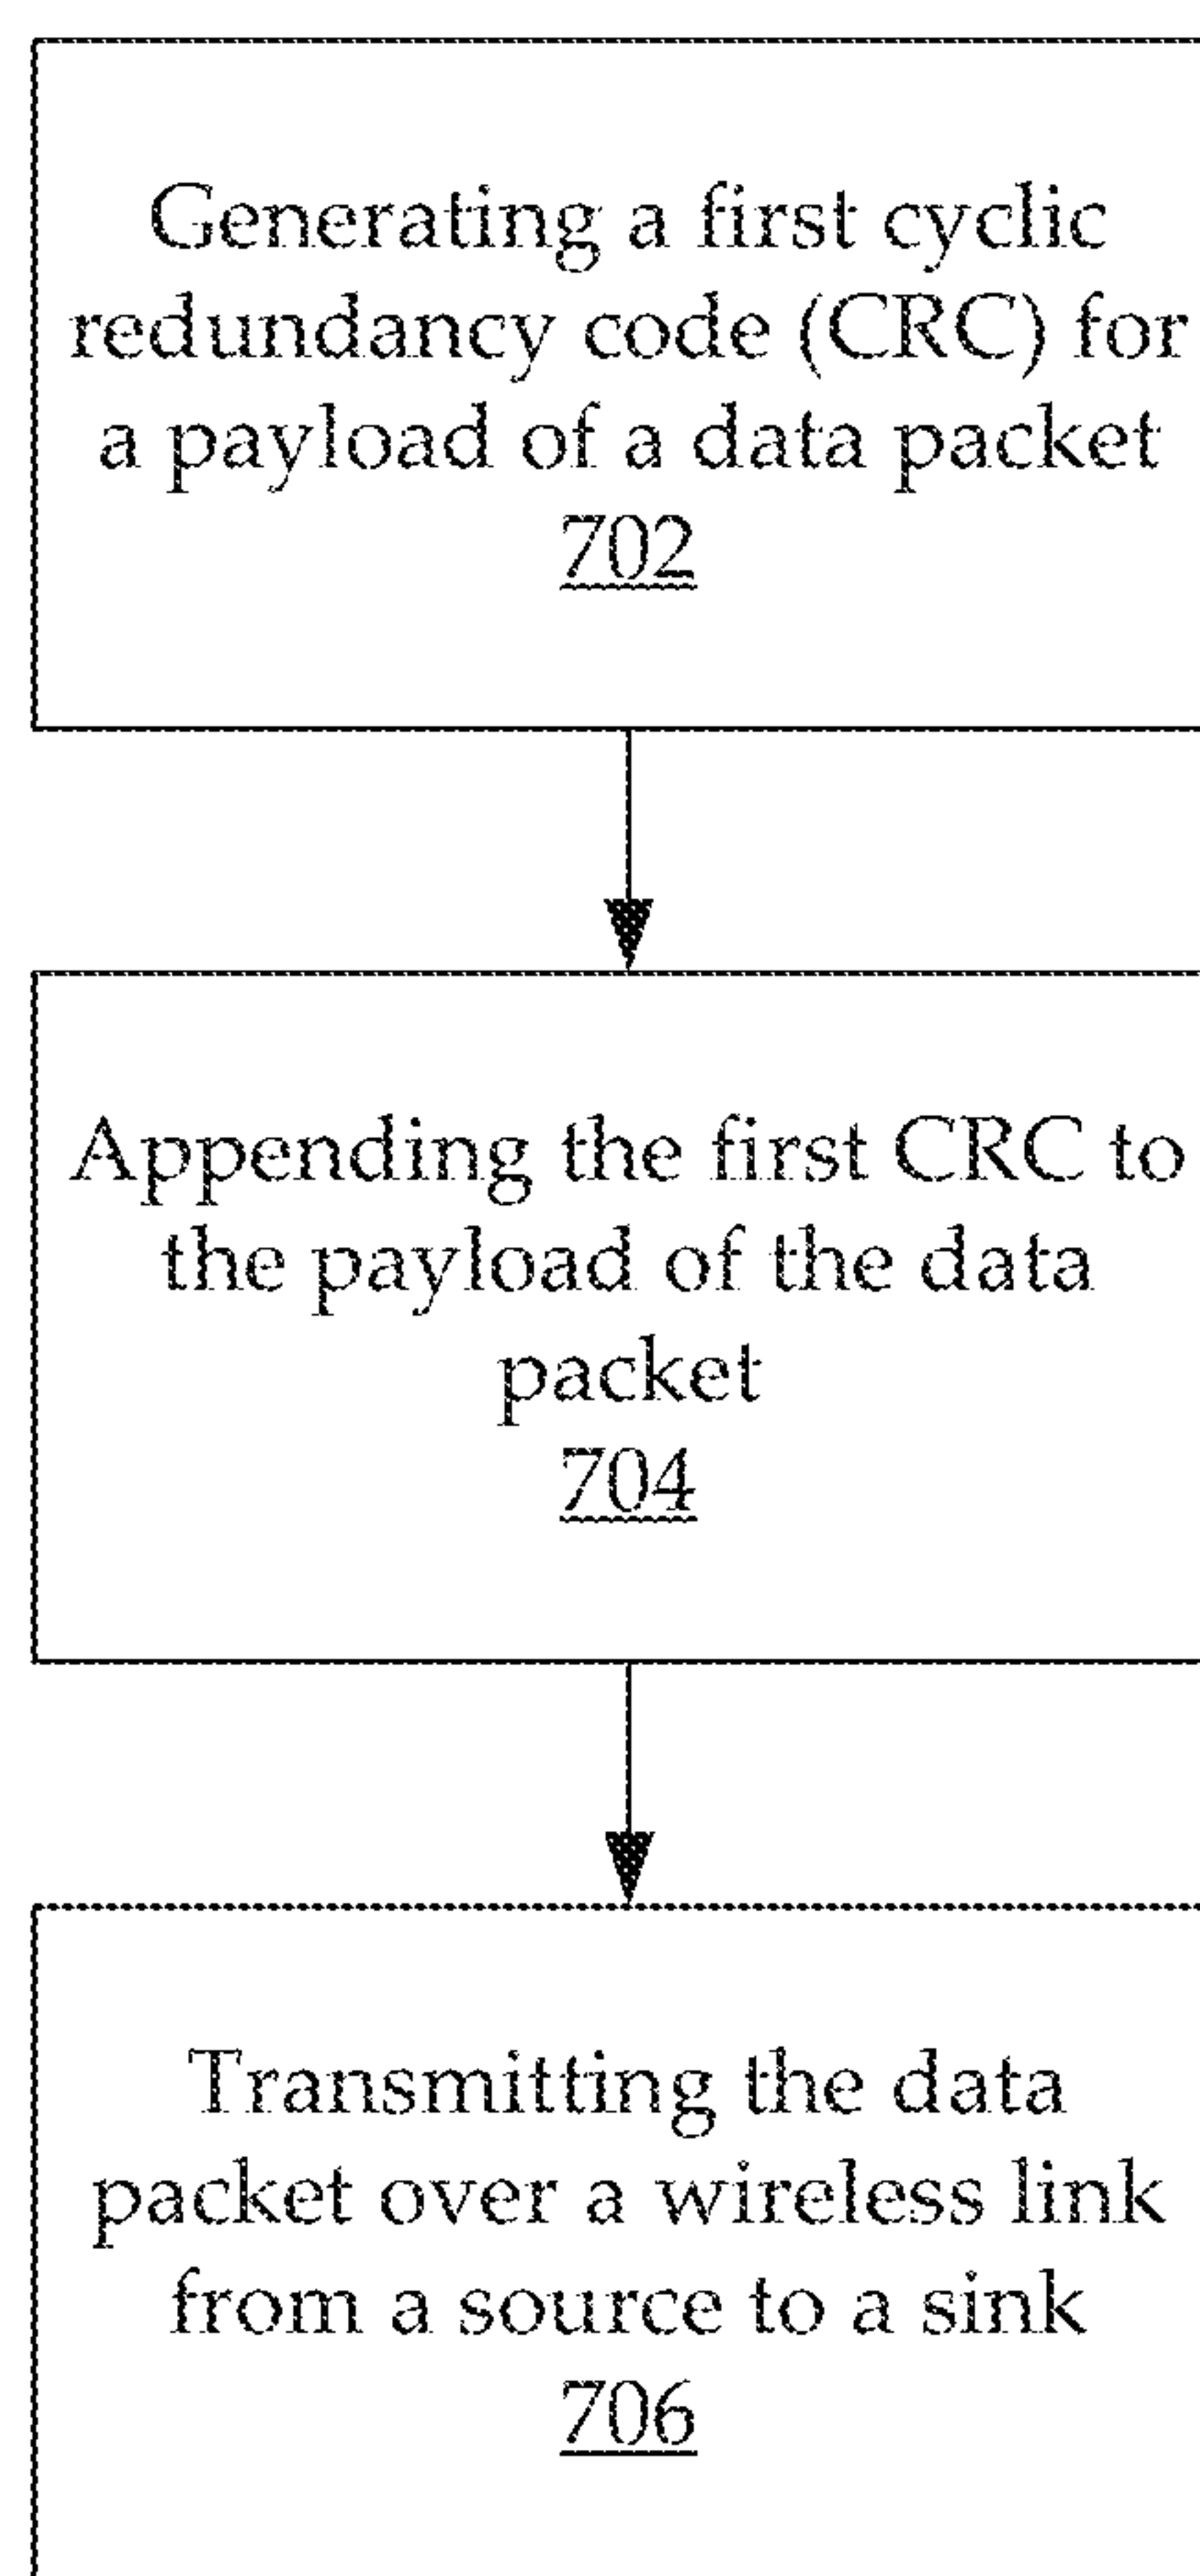 Generating a first cyclic
redundancy code (CRC) for
a payload of a data packet
702
Appending the first CRC to
the payload of the data
packet
704
Transmitting the data
packet over a wireless link
from a source to a sink
706